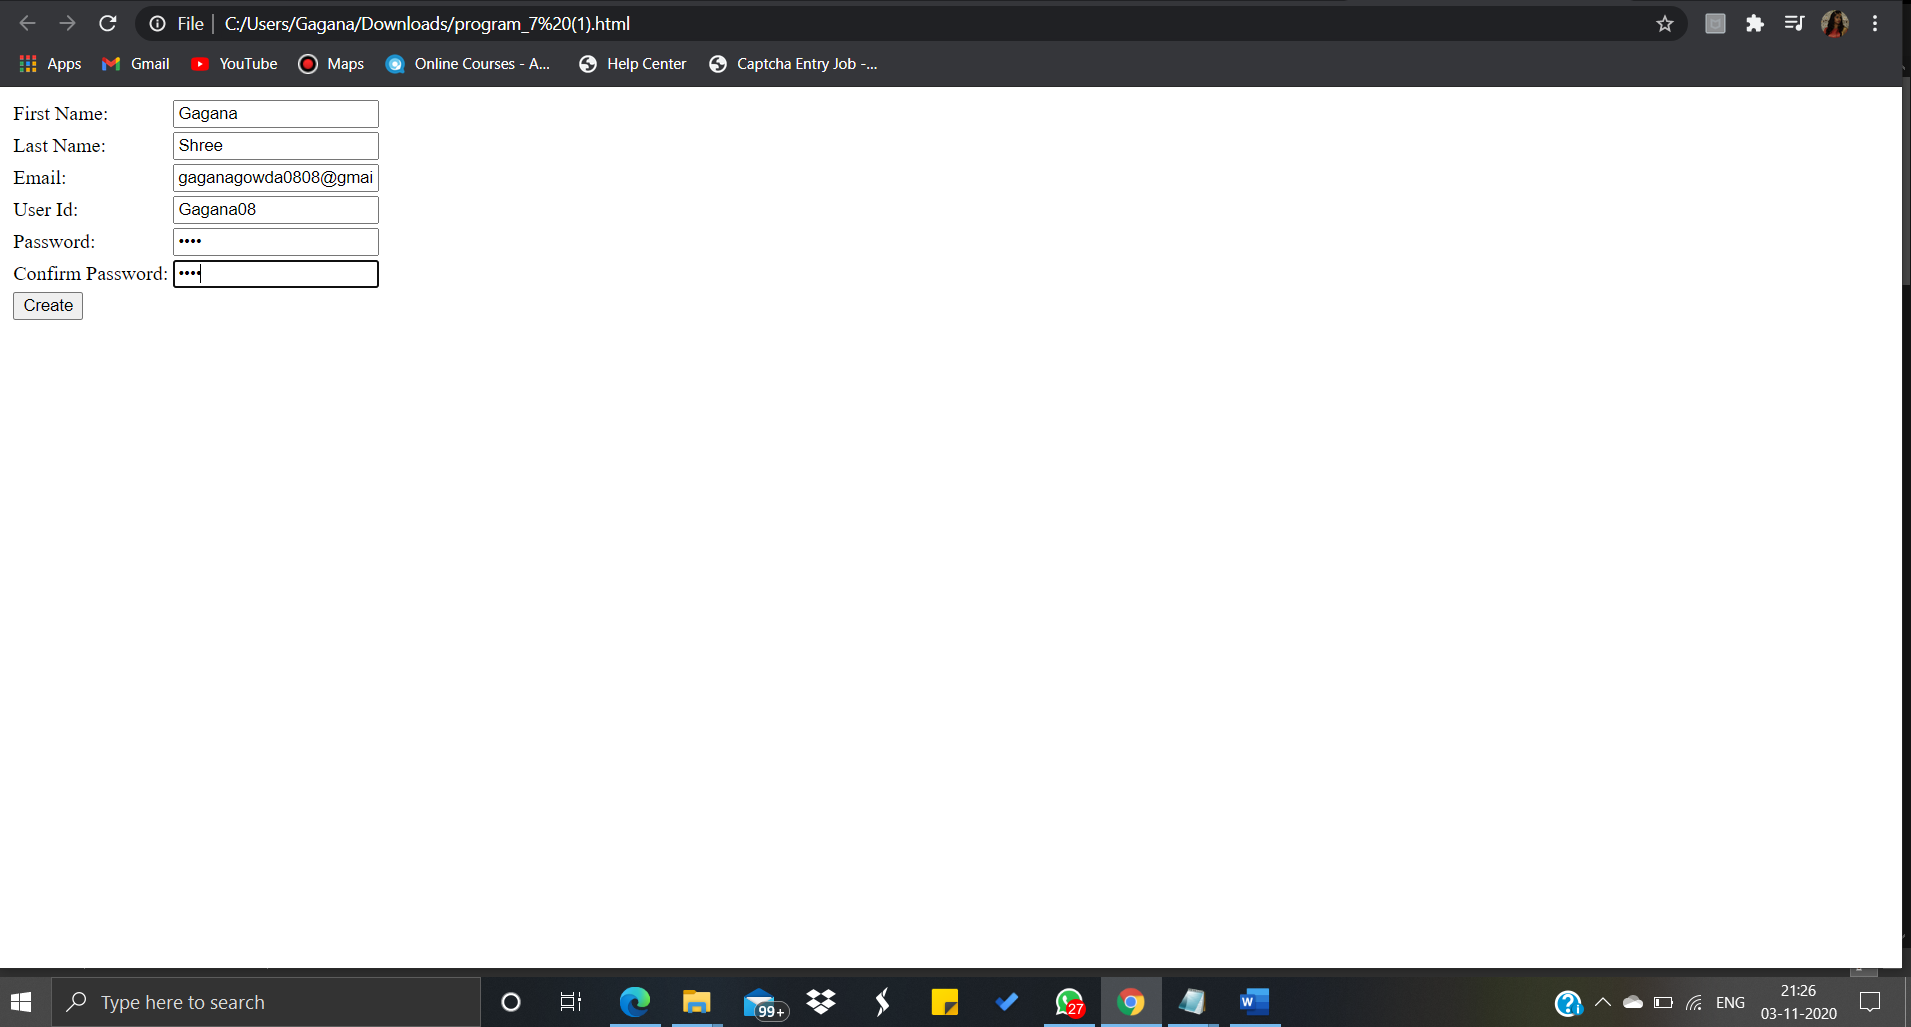 File C:/Users/Gagana/Downloads/program_7%20(1).html
Apps Gmail YouTube Maps Online Courses - A... Help Center Captcha Entry Job -...
First Name: Gagana
Last Name: Shree
Email: gaganagowda0808@gmai
User Id: Gagana08
Password: ••••
Confirm Password: ••••
Create
Type here to search 99+ 27 W ENG 21:26
03-11-2020